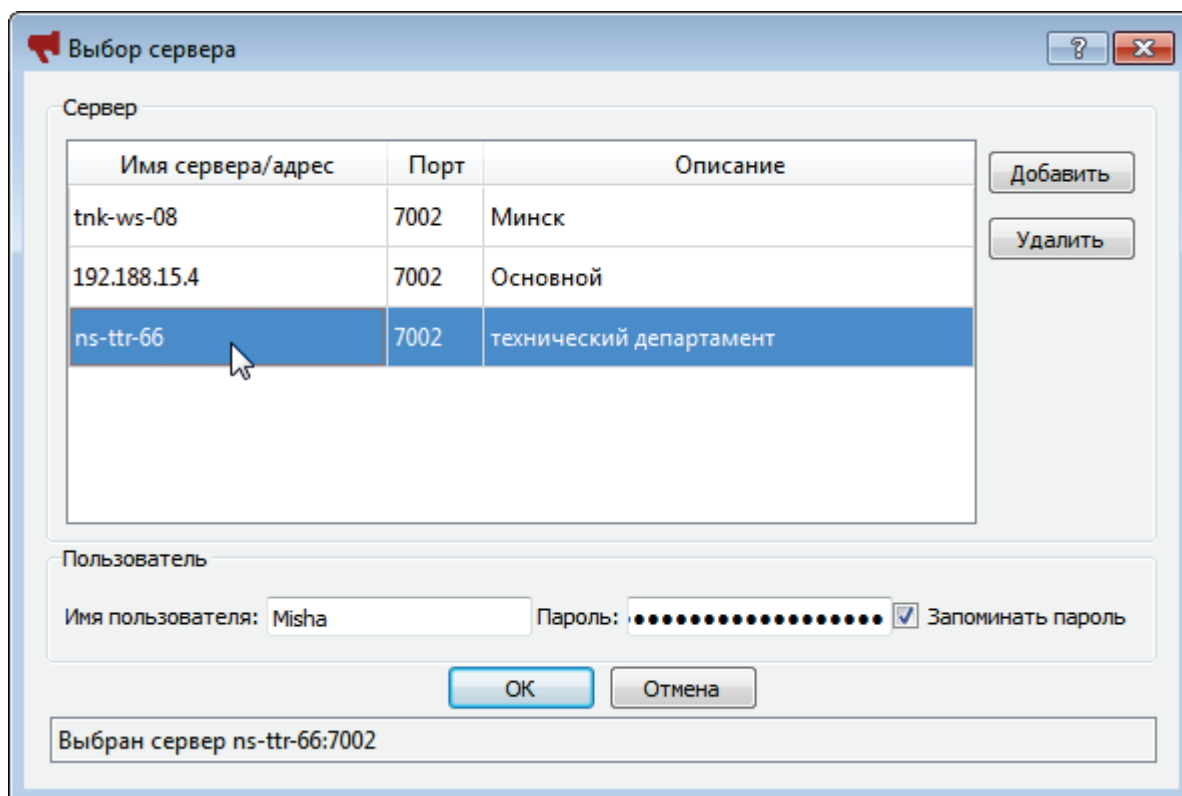 Выбор сервера
Сервер
Имя сервера/адрес Порт Описание
Добавить
tnk-ws-08 7002 Минск
Удалить
192.188.15.4 7002 Основной
ns-ttr-66 7002 технический департамент
Пользователь
Имя пользователя: Misha Пароль: Запоминать пароль
OK Отмена
Выбран сервер ns-ttr-66:7002